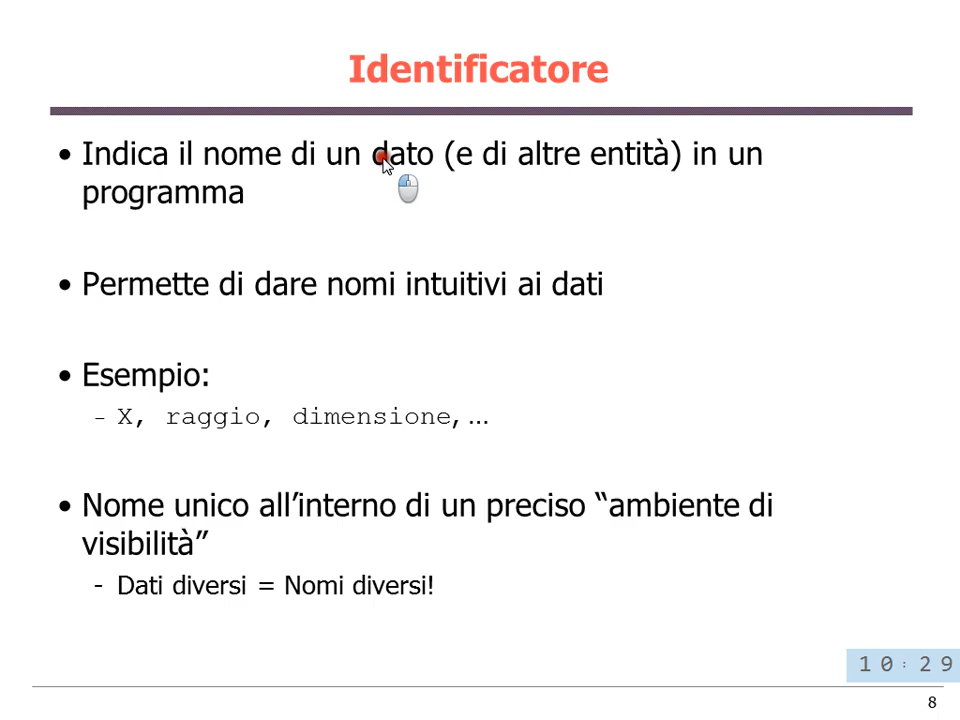 Identificatore
• Indica il nome di un dato (e di altre entità) in un
programma
• Permette di dare nomi intuitivi ai dati
• Esempio:
– X, raggio, dimensione, …
• Nome unico all’interno di un preciso “ambiente di
visibilità”
- Dati diversi = Nomi diversi!
10:29
8